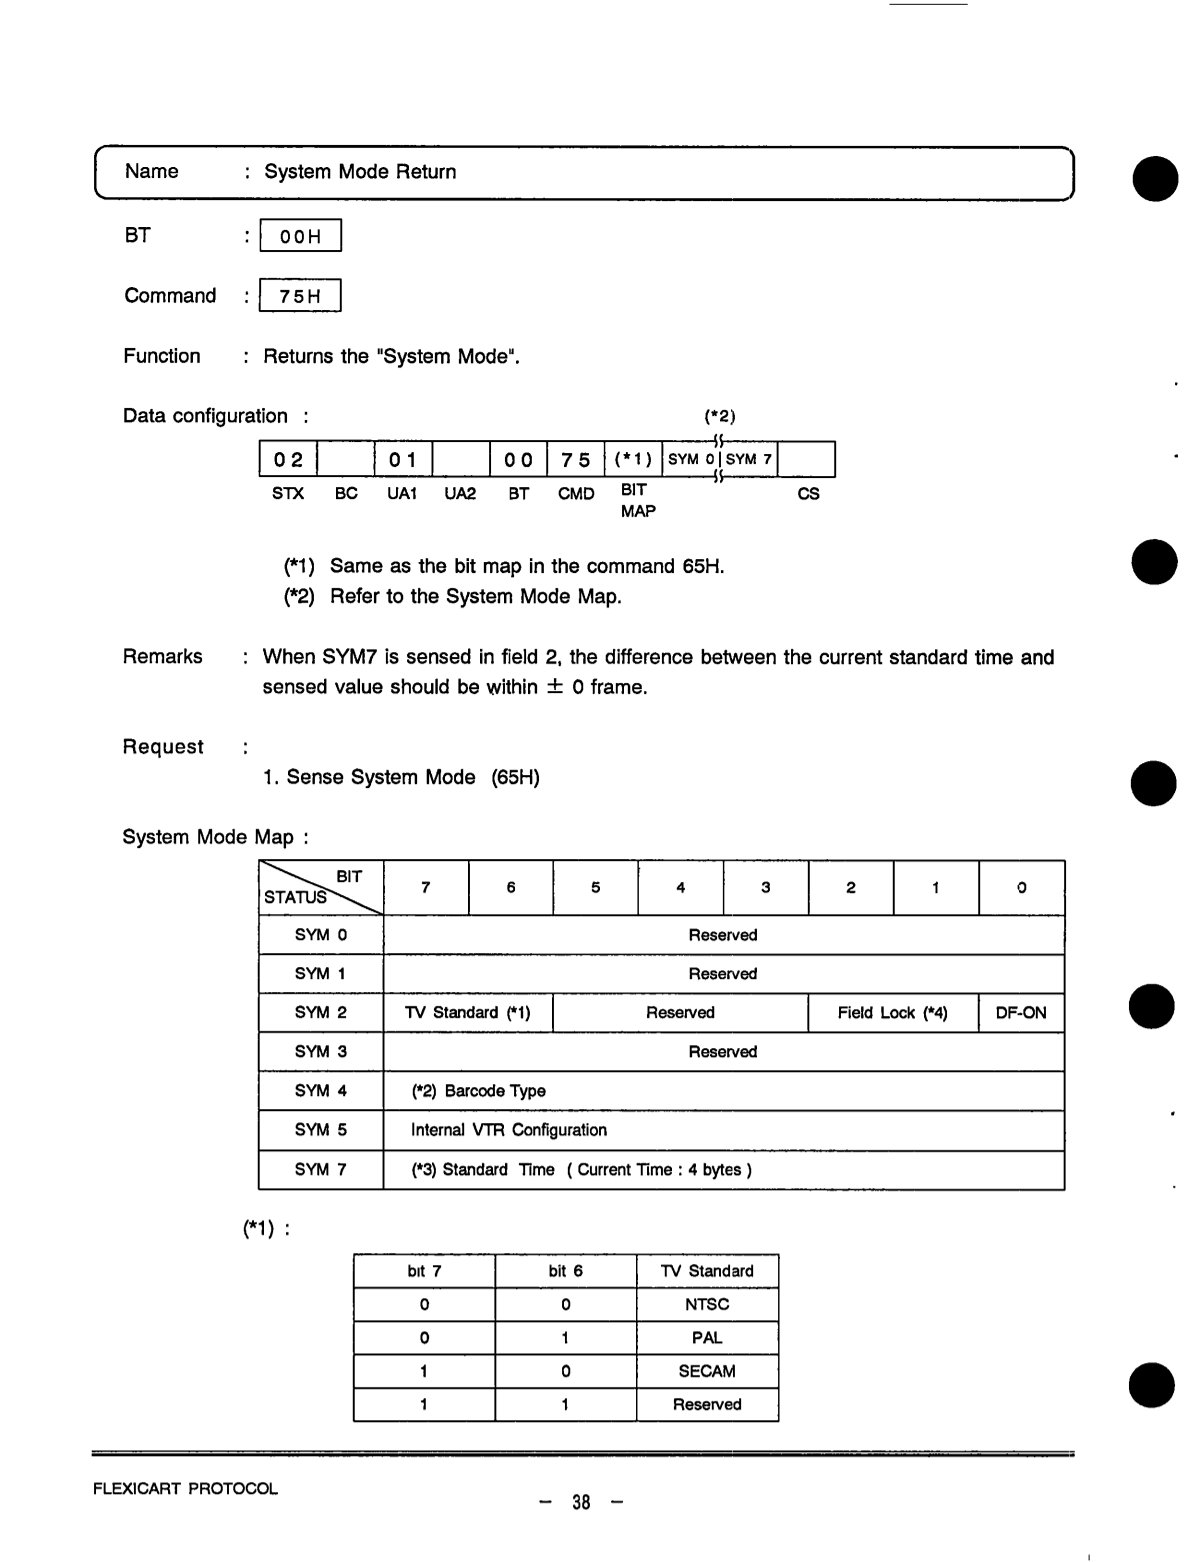 Name : System Mode Return
BT : 00H
Command : 75H
Function : Returns the "System Mode".
Data configuration : (*2)
02 01 00 75 (*1) SYM 0 SYM 7
STX BC UA1 UA2 BT CMD BIT MAP CS
(*1) Same as the bit map in the command 65H.
(*2) Refer to the System Mode Map.
Remarks : When SYM7 is sensed in field 2, the difference between the current standard time and
sensed value should be within ± 0 frame.
Request :
1. Sense System Mode (65H)
System Mode Map :
STATUS BIT 7 6 5 4 3 2 1 0
SYM 0 Reserved
SYM 1 Reserved
SYM 2 TV Standard (*1) Reserved Field Lock (*4) DF-ON
SYM 3 Reserved
SYM 4 (*2) Barcode Type
SYM 5 Internal VTR Configuration
SYM 7 (*3) Standard Time ( Current Time : 4 bytes )
(*1) :
bit 7 bit 6 TV Standard
0 0 NTSC
0 1 PAL
1 0 SECAM
1 1 Reserved
FLEXICART PROTOCOL
– 38 –